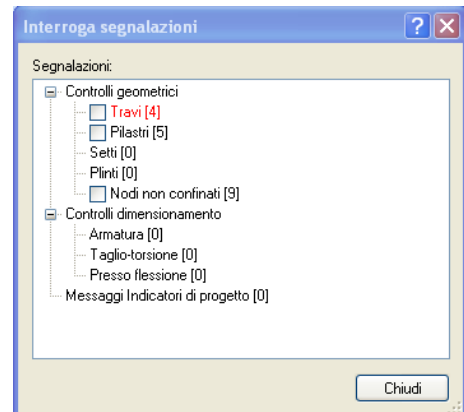 Interroga segnalazioni
Segnalazioni:
Controlli geometrici
Travi [4]
Pilastri [5]
Setti [0]
Plinti [0]
Nodi non confinati [9]
Controlli dimensionamento
Armatura [0]
Taglio-torsione [0]
Presso flessione [0]
Messaggi Indicatori di progetto [0]
Chiudi